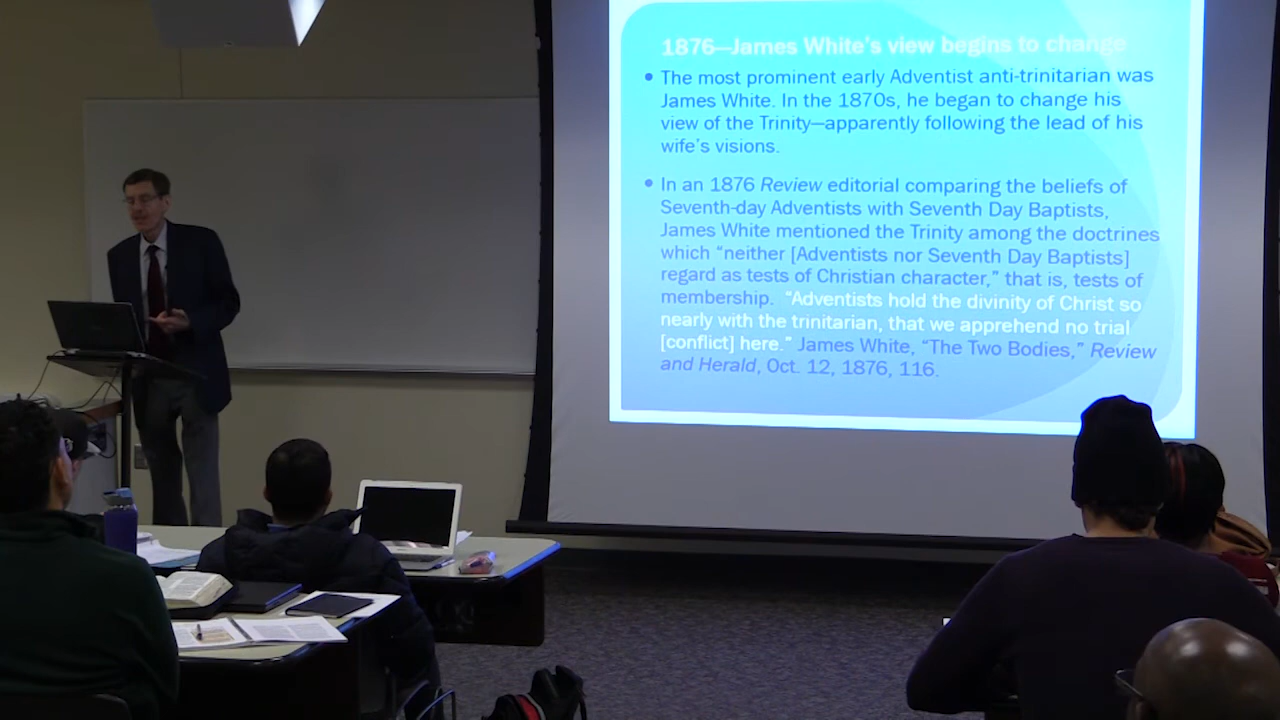 1876—James White's view begins to change
• The most prominent early Adventist anti-trinitarian was
James White. In the 1870s, he began to change his
view of the Trinity—apparently following the lead of his
wife's visions.
• In an 1876 Review editorial comparing the beliefs of
Seventh-day Adventists with Seventh Day Baptists,
James White mentioned the Trinity among the doctrines
which "neither [Adventists nor Seventh Day Baptists]
regard as tests of Christian character," that is, tests of
membership. "Adventists hold the divinity of Christ so
nearly with the trinitarian, that we apprehend no trial
[conflict] here." James White, "The Two Bodies," Review
and Herald, Oct. 12, 1876, 116.